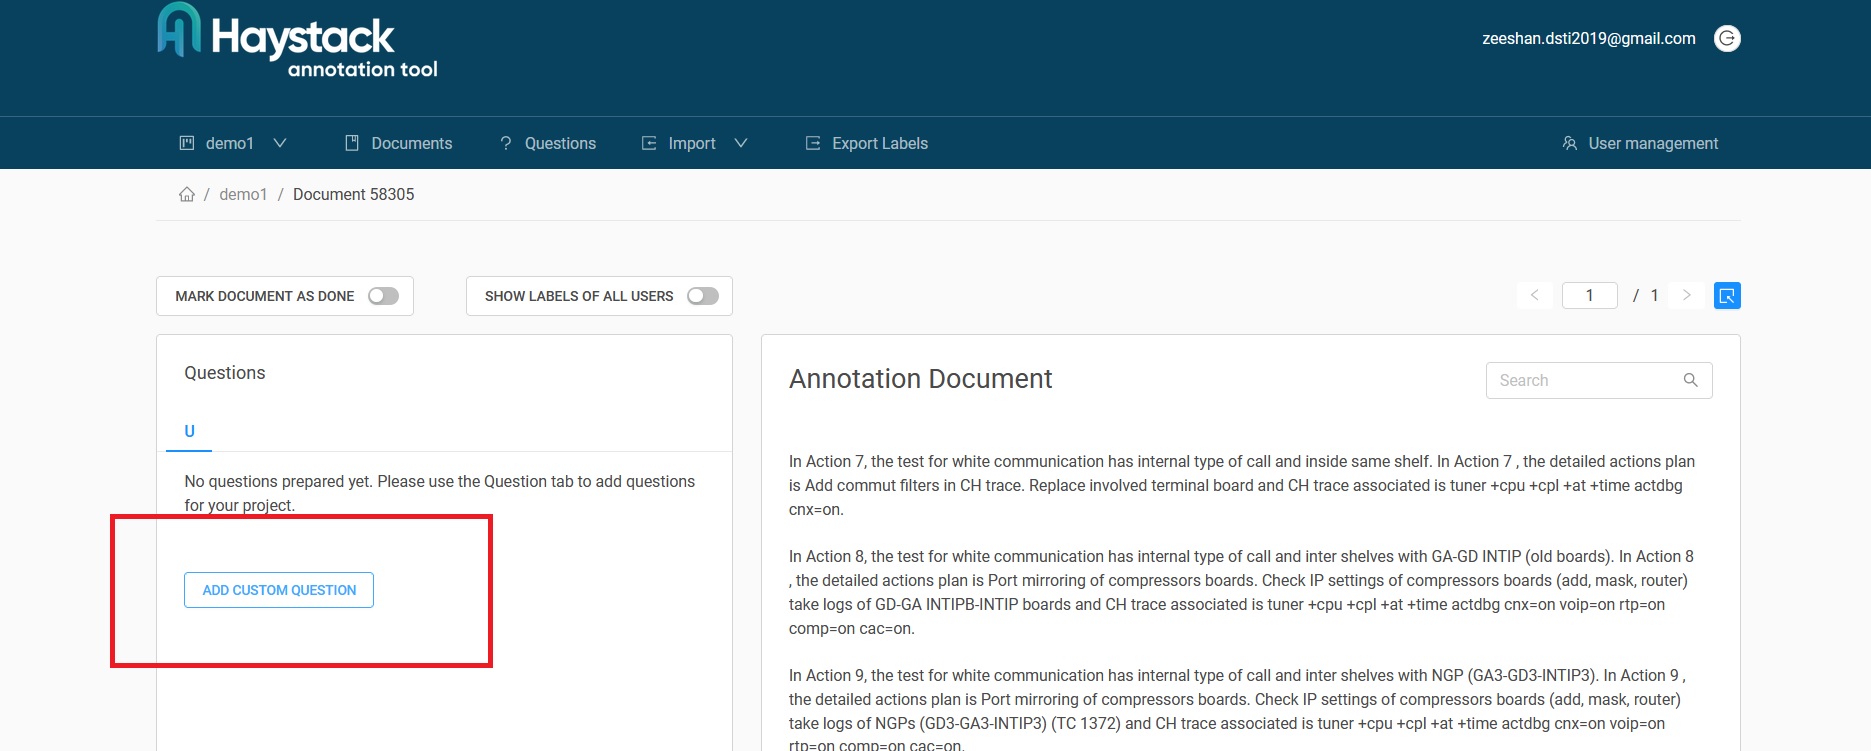 Haystack
annotation tool
zeeshan.dsti2019@gmail.com
demo1
Documents
? Questions
Import
Export Labels
User management
/ demo1 / Document 58305
MARK DOCUMENT AS DONE
SHOW LABELS OF ALL USERS
< 1 / 1 >
Questions
U
No questions prepared yet. Please use the Question tab to add questions
for your project.
ADD CUSTOM QUESTION
Annotation Document
Search
In Action 7, the test for white communication has internal type of call and inside same shelf. In Action 7 , the detailed actions plan
is Add commut filters in CH trace. Replace involved terminal board and CH trace associated is tuner +cpu +cpl +at +time actdbg
cnx=on.
In Action 8, the test for white communication has internal type of call and inter shelves with GA-GD INTIP (old boards). In Action 8
, the detailed actions plan is Port mirroring of compressors boards. Check IP settings of compressors boards (add, mask, router)
take logs of GD-GA INTIPB-INTIP boards and CH trace associated is tuner +cpu +cpl +at +time actdbg cnx=on voip=on rtp=on
comp=on cac=on.
In Action 9, the test for white communication has internal type of call and inter shelves with NGP (GA3-GD3-INTIP3). In Action 9 ,
the detailed actions plan is Port mirroring of compressors boards. Check IP settings of compressors boards (add, mask, router)
take logs of NGPs (GD3-GA3-INTIP3) (TC 1372) and CH trace associated is tuner +cpu +cpl +at +time actdbg cnx=on voip=on
rtp=on comp=on cac=on.